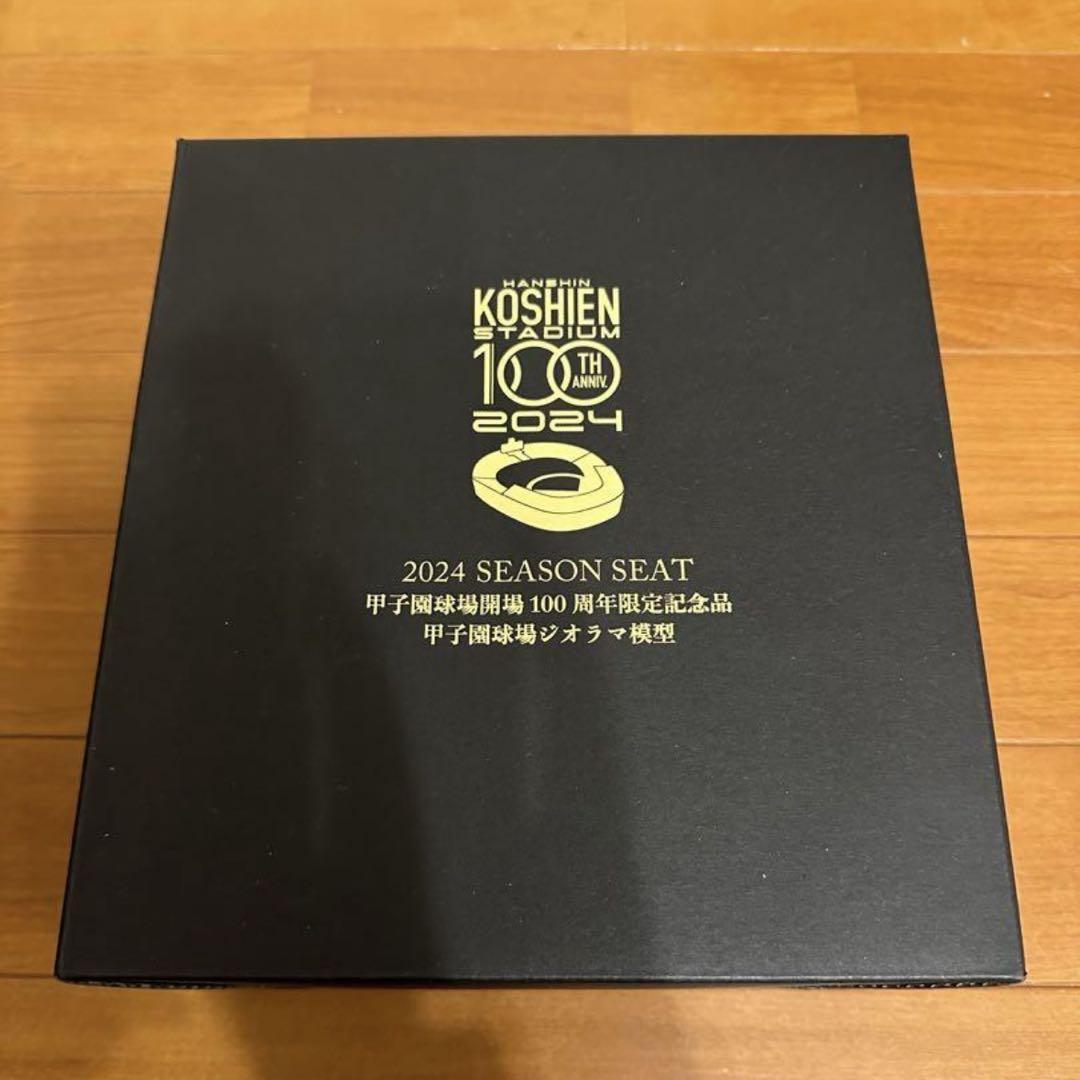 HANSHIN
KOSHIEN
STADIUM
100TH ANNIV.
2024
2024 SEASON SEAT
甲子園球場開場100周年限定記念品
甲子園球場ジオラマ模型